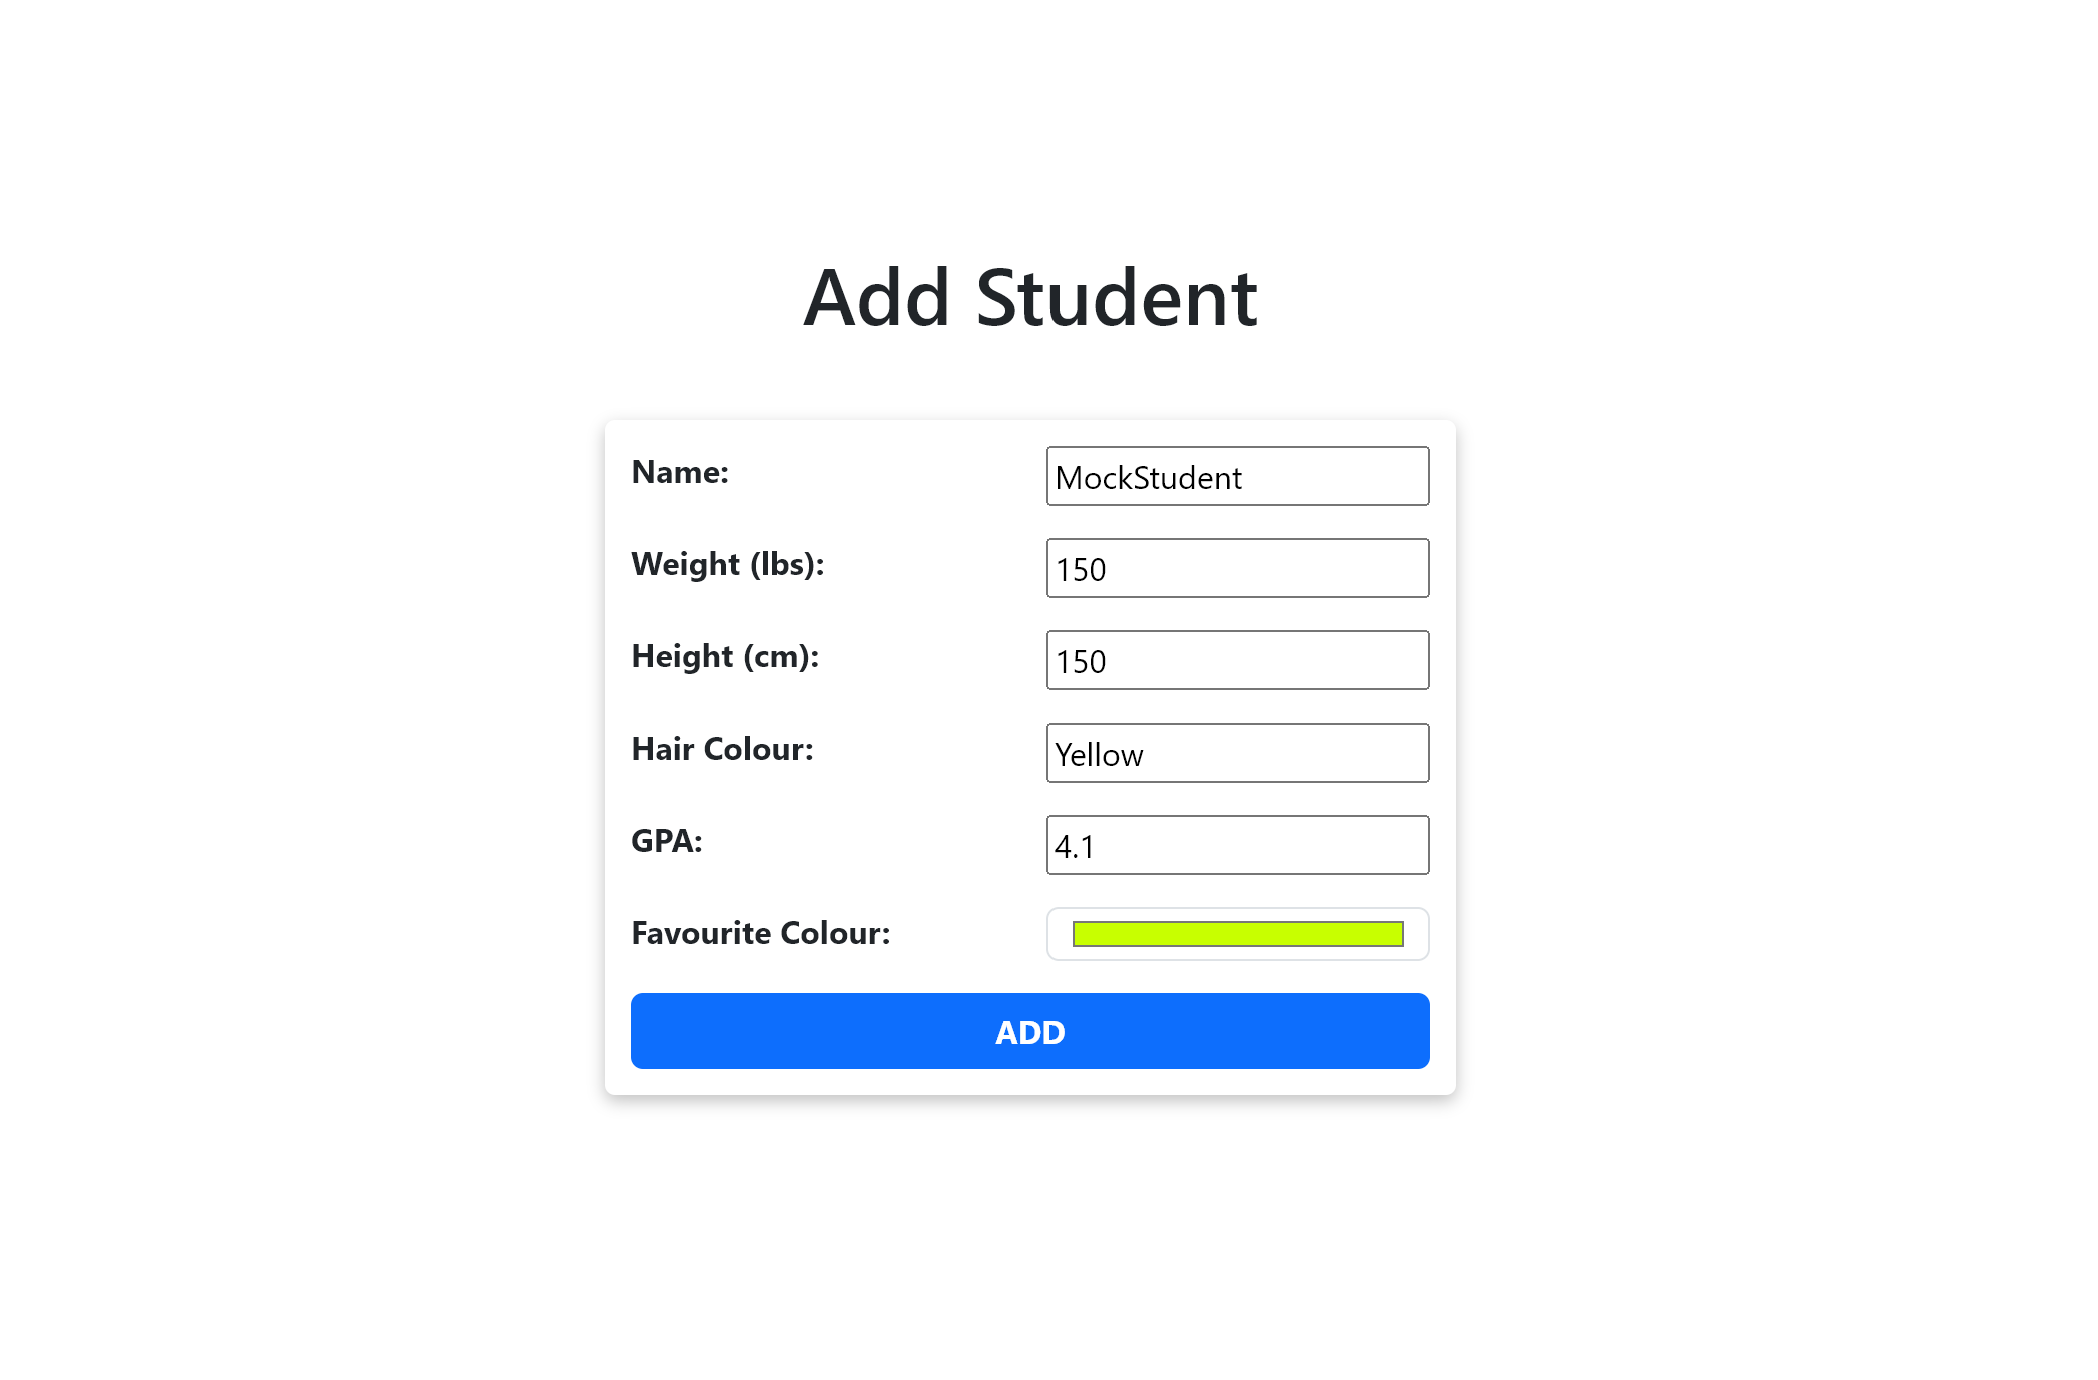 Add Student
Name: MockStudent
Weight (lbs): 150
Height (cm): 150
Hair Colour: Yellow
GPA: 4.1
Favourite Colour:
ADD